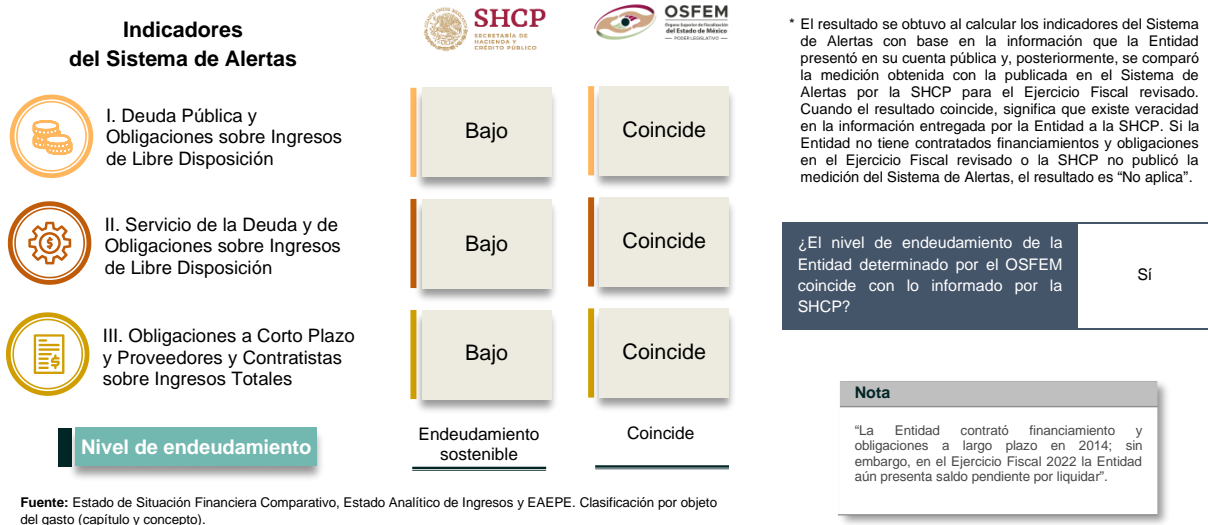 Indicadores
del Sistema de Alertas
SHCP
SECRETARÍA DE
HACIENDA Y
CRÉDITO PÚBLICO
OSFEM
Órgano Superior de Fiscalización
del Estado de México
PODER LEGISLATIVO
I. Deuda Pública y
Obligaciones sobre Ingresos
de Libre Disposición
Bajo
Coincide
II. Servicio de la Deuda y de
Obligaciones sobre Ingresos
de Libre Disposición
Bajo
Coincide
III. Obligaciones a Corto Plazo
y Proveedores y Contratistas
sobre Ingresos Totales
Bajo
Coincide
Nivel de endeudamiento
Endeudamiento
sostenible
Coincide
Fuente: Estado de Situación Financiera Comparativo, Estado Analítico de Ingresos y EAEPE. Clasificación por objeto
del gasto (capítulo y concepto).
* El resultado se obtuvo al calcular los indicadores del Sistema
de Alertas con base en la información que la Entidad
presentó en su cuenta pública y, posteriormente, se comparó
la medición obtenida con la publicada en el Sistema de
Alertas por la SHCP para el Ejercicio Fiscal revisado.
Cuando el resultado coincide, significa que existe veracidad
en la información entregada por la Entidad a la SHCP. Si la
Entidad no tiene contratados financiamientos y obligaciones
en el Ejercicio Fiscal revisado o la SHCP no publicó la
medición del Sistema de Alertas, el resultado es “No aplica”.
¿El nivel de endeudamiento de la
Entidad determinado por el OSFEM
coincide con lo informado por la
SHCP?
Sí
Nota
“La Entidad contrató financiamiento y
obligaciones a largo plazo en 2014; sin
embargo, en el Ejercicio Fiscal 2022 la Entidad
aún presenta saldo pendiente por liquidar”.